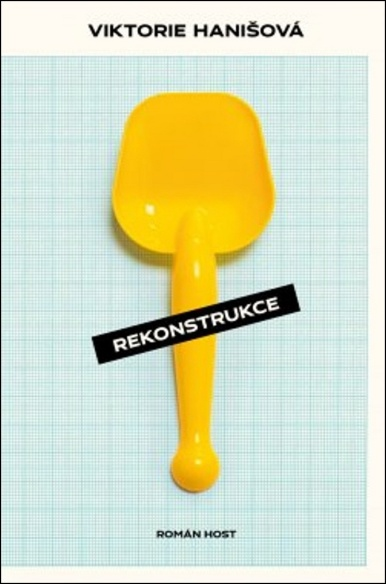 VIKTORIE HANIŠOVÁ
REKONSTRUKCE
ROMÁN HOST